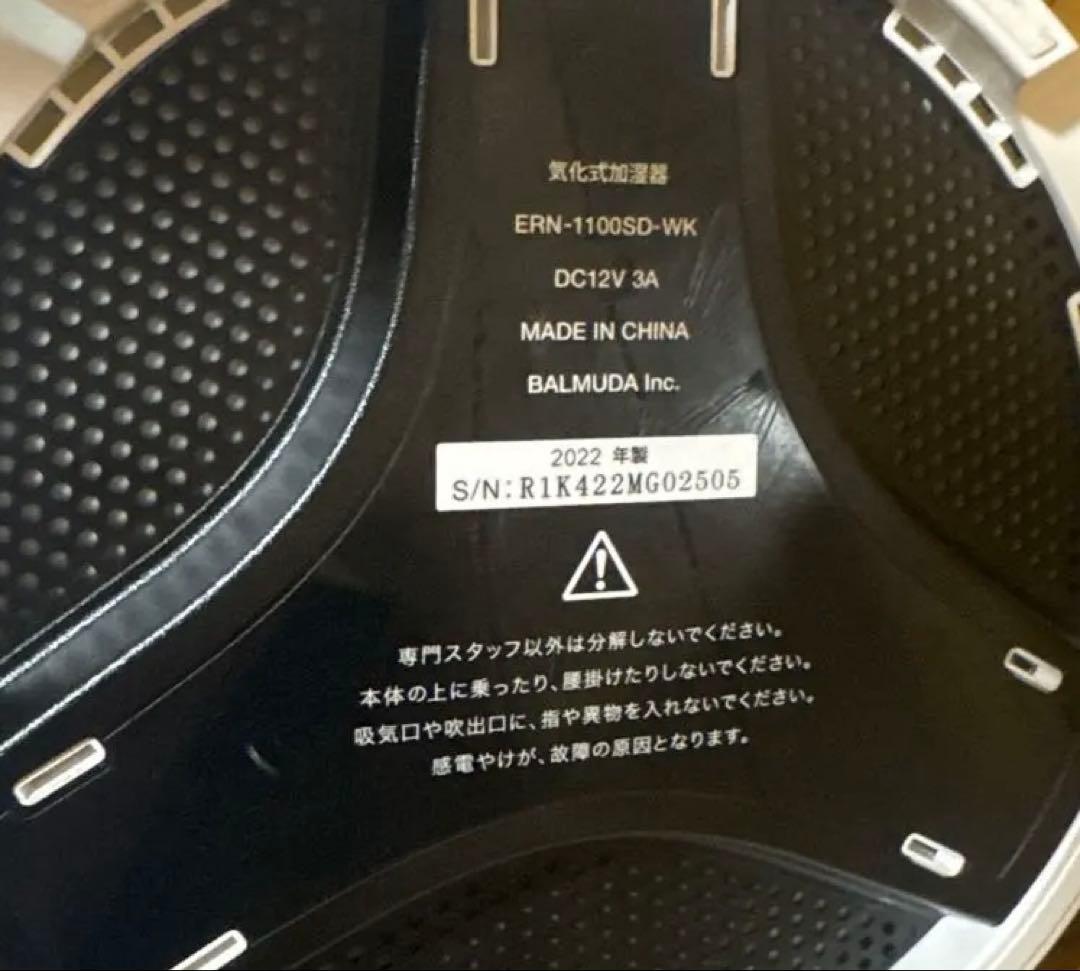 気化式加湿器
ERN-1100SD-WK
DC12V 3A
MADE IN CHINA
BALMUDA Inc.
2022 年製
S/N:R1K422MG02505
専門スタッフ以外は分解しないでください。
本体の上に乗ったり、腰掛けたりしないでください。
吸気口や吹出口に、指や異物を入れないでください。
感電やけが、故障の原因となります。